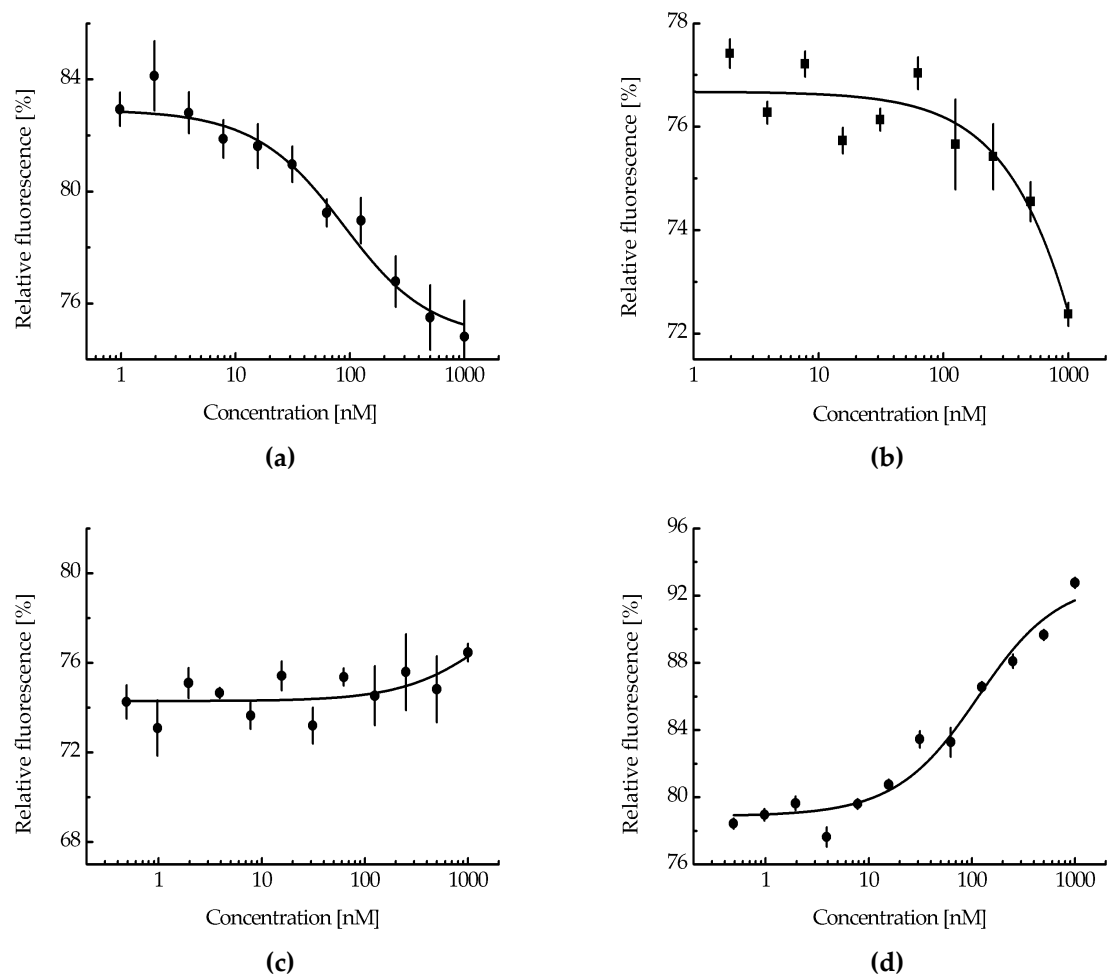 84
80
76
Relative fluorescence [%]
1 10 100 1000
Concentration [nM]
(a)
78
76
74
72
Relative fluorescence [%]
1 10 100 1000
Concentration [nM]
(b)
80
76
72
68
Relative fluorescence [%]
1 10 100 1000
Concentration [nM]
(c)
96
92
88
84
80
76
Relative fluorescence [%]
1 10 100 1000
Concentration [nM]
(d)